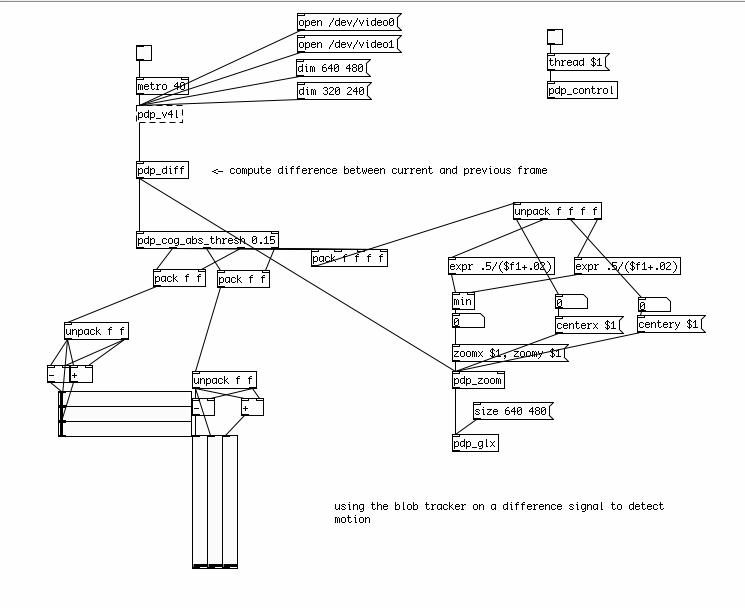 open /dev/video0
open /dev/video1
thread $1
dim 640 480
metro 40
pdp_control
dim 320 240
pdp_v4l
pdp_diff
<- compute difference between current and previous frame
unpack f f f f
pdp_cog_abs_thresh 0.15
pack f f f f
expr .5/($f1+.02)
expr .5/($f1+.02)
pack f f
pack f f
min
0
0
0
centerx $1
centery $1
unpack f f
zoomx $1, zoomy $1
-
+
unpack f f
pdp_zoom
-
+
size 640 480
pdp_glx
using the blob tracker on a difference signal to detect
motion